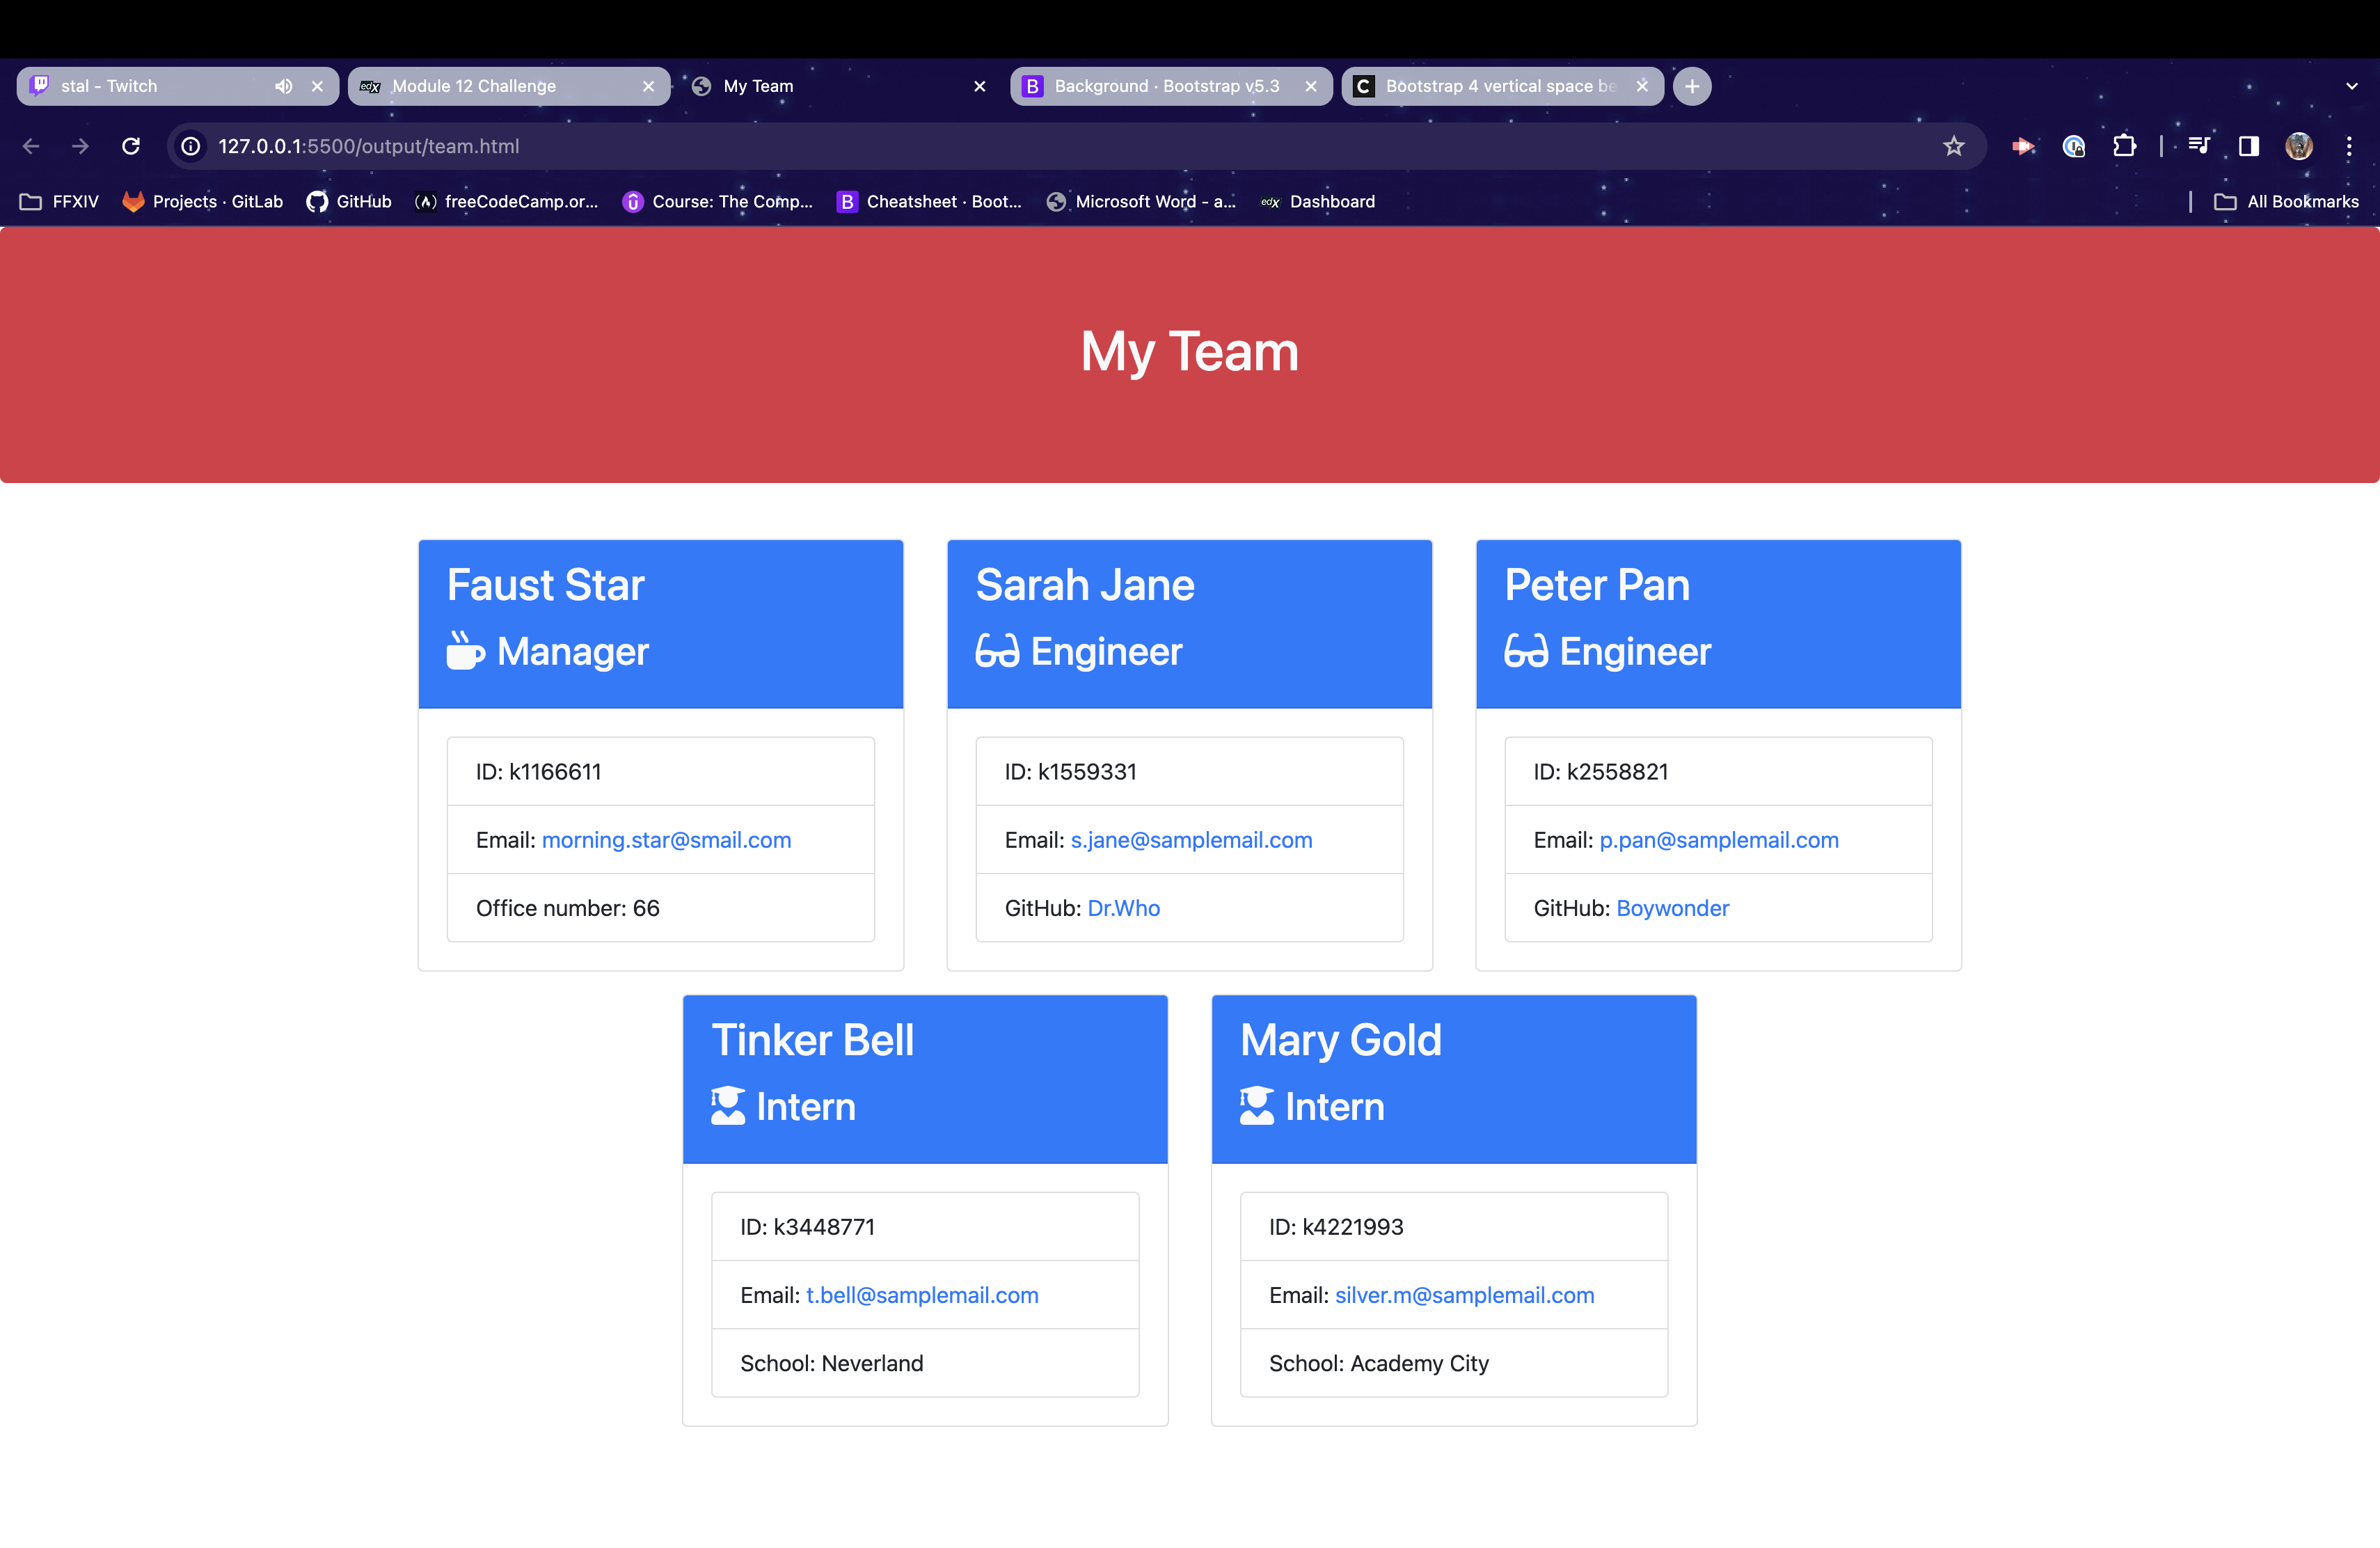 stal - Twitch
Module 12 Challenge
My Team
Background · Bootstrap v5.3
Bootstrap 4 vertical space be
127.0.0.1:5500/output/team.html
FFXIV
Projects · GitLab
GitHub
freeCodeCamp.or...
Course: The Comp...
Cheatsheet · Boot...
Microsoft Word - a...
edX
Dashboard
All Bookmarks
My Team
Faust Star
Manager
ID: k1166611
Email: morning.star@smail.com
Office number: 66
Sarah Jane
Engineer
ID: k1559331
Email: s.jane@samplemail.com
GitHub: Dr.Who
Peter Pan
Engineer
ID: k2558821
Email: p.pan@samplemail.com
GitHub: Boywonder
Tinker Bell
Intern
ID: k3448771
Email: t.bell@samplemail.com
School: Neverland
Mary Gold
Intern
ID: k4221993
Email: silver.m@samplemail.com
School: Academy City